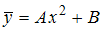 y̅ = Ax² + B